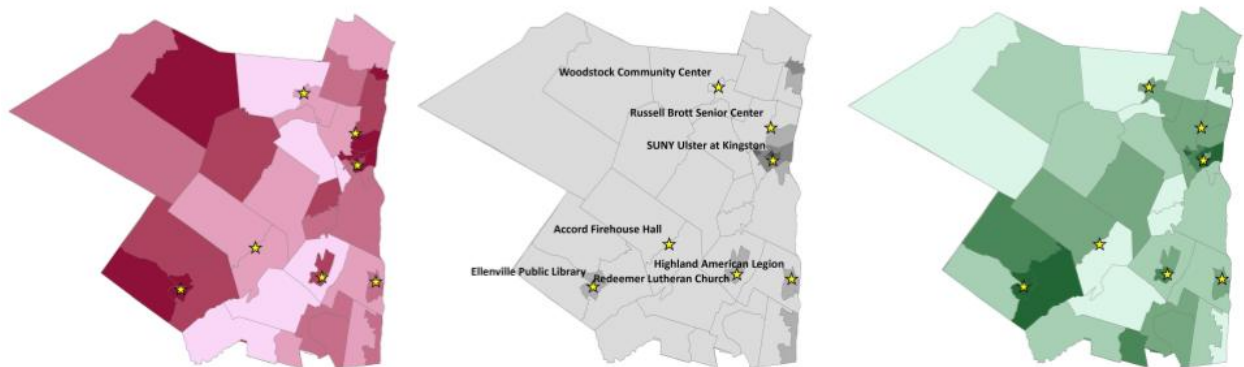 Woodstock Community Center
Russell Brott Senior Center
SUNY Ulster at Kingston
Accord Firehouse Hall
Highland American Legion
Ellenville Public Library
Redeemer Lutheran Church